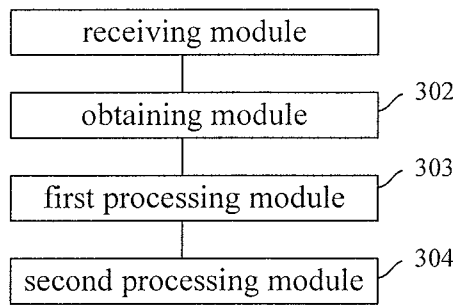 receiving module
302
obtaining module
303
first processing module
304
second processing module